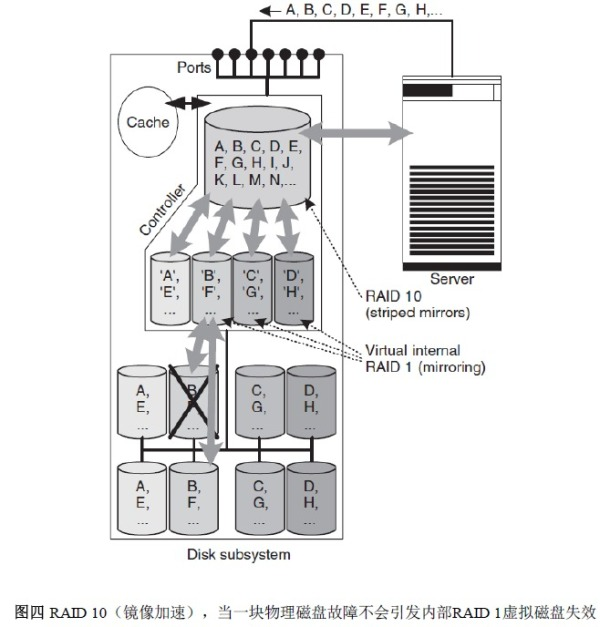 A, B, C, D, E, F, G, H,...
Ports
Cache
A, B, C, D, E,
F, G, H, I, J,
K, L, M, N,...
Controller
Server
'A',
'E',
...
'B',
'F',
...
'C',
'G',
...
'D',
'H',
...
RAID 10
(striped mirrors)
Virtual internal
RAID 1 (mirroring)
A,
E,
...
B,
...
C,
G,
...
D,
H,
...
A,
E,
...
B,
F,
...
C,
G,
...
D,
H,
...
Disk subsystem
图四 RAID 10（镜像加速），当一块物理磁盘故障不会引发内部RAID 1虚拟磁盘失效